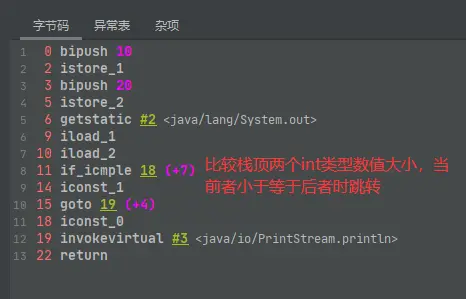 字节码 异常表 杂项
1 0 bipush 10
2 2 istore_1
3 3 bipush 20
4 5 istore_2
5 6 getstatic #2 <java/lang/System.out>
6 9 iload_1
7 10 iload_2
8 11 if_icmple 18 (+7)
9 14 iconst_1
10 15 goto 19 (+4)
11 18 iconst_0
12 19 invokevirtual #3 <java/io/PrintStream.println>
13 22 return
比较栈顶两个int类型数值大小，当
前者小于等于后者时跳转